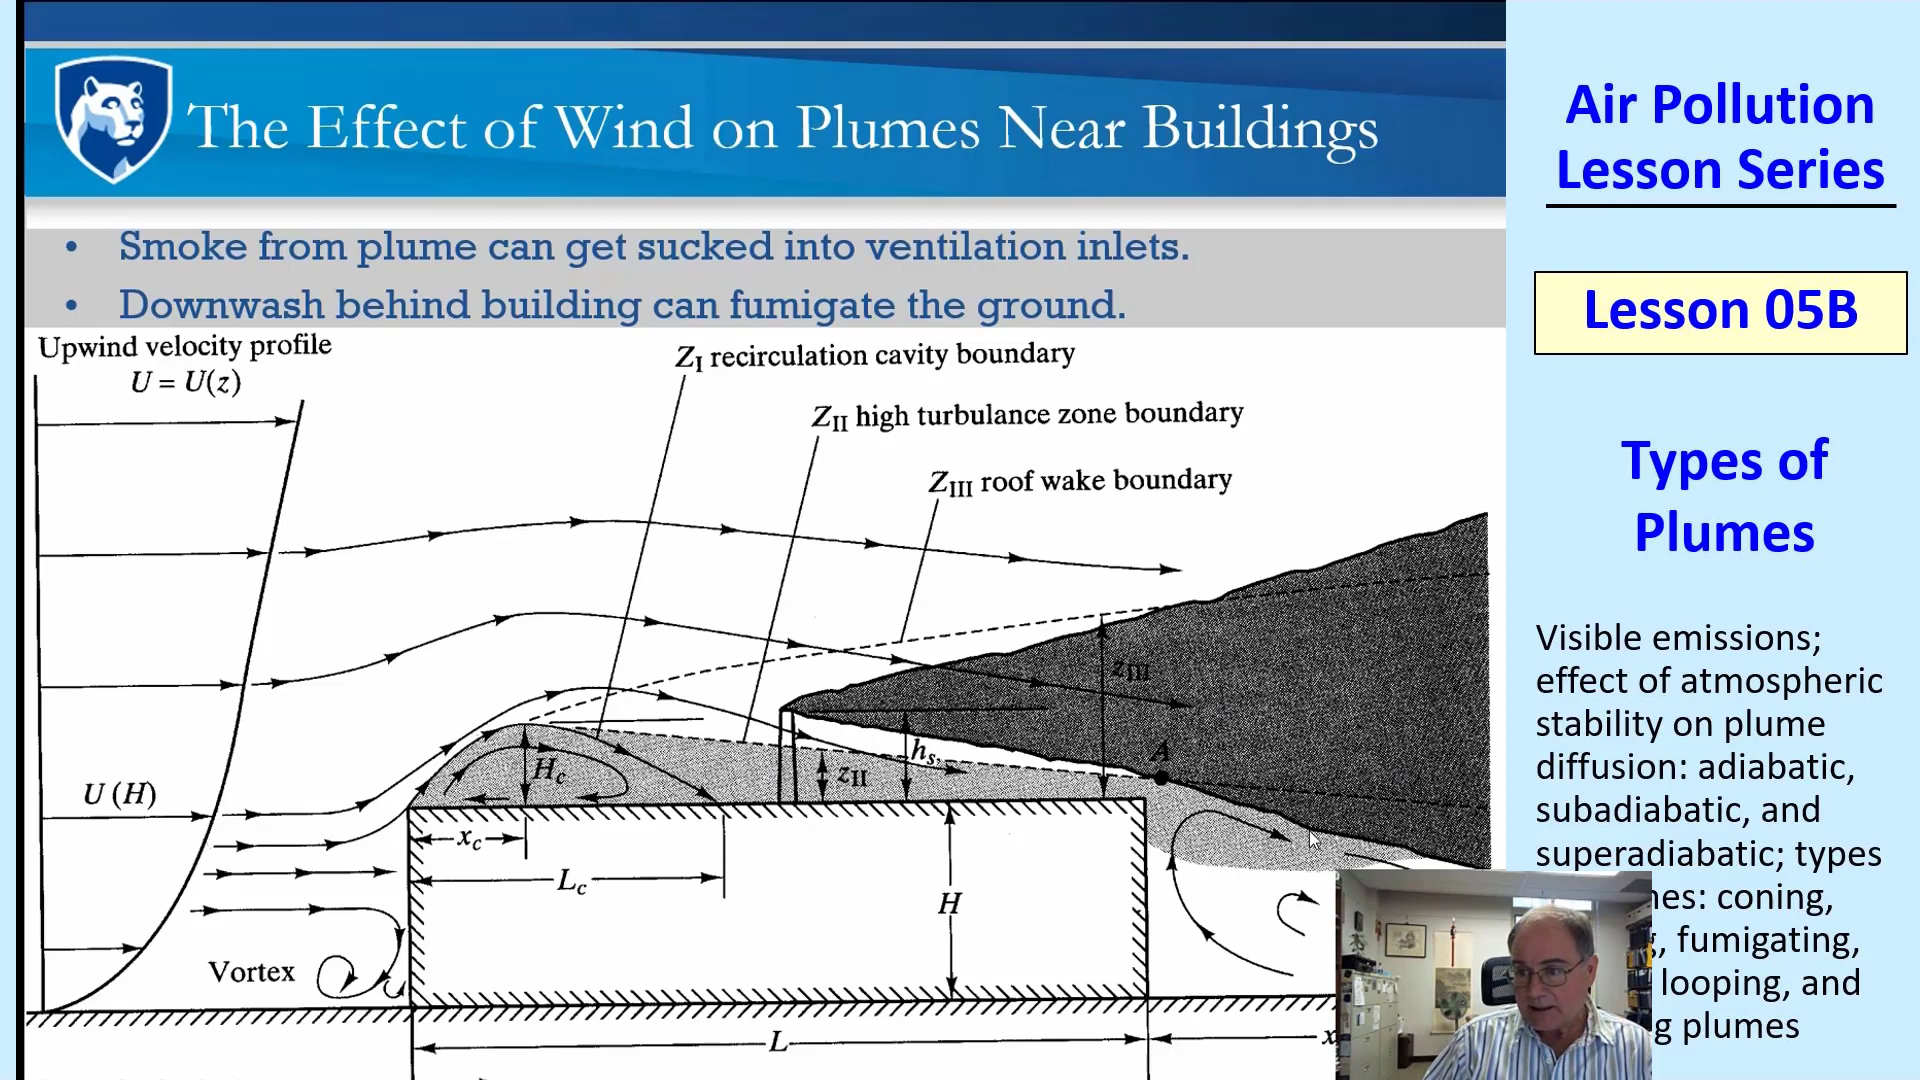 The Effect of Wind on Plumes Near Buildings
• Smoke from plume can get sucked into ventilation inlets.
• Downwash behind building can fumigate the ground.
Upwind velocity profile
U = U(z)
Z_I recirculation cavity boundary
Z_II high turbulance zone boundary
Z_III roof wake boundary
z_III
A
h_s
H_c
z_II
U (H)
x_c
L_c
H
Vortex
L
x
Air Pollution
Lesson Series
Lesson 05B
Types of
Plumes
Visible emissions;
effect of atmospheric
stability on plume
diffusion: adiabatic,
subadiabatic, and
superadiabatic; types
coning,
fumigating,
looping, and
plumes